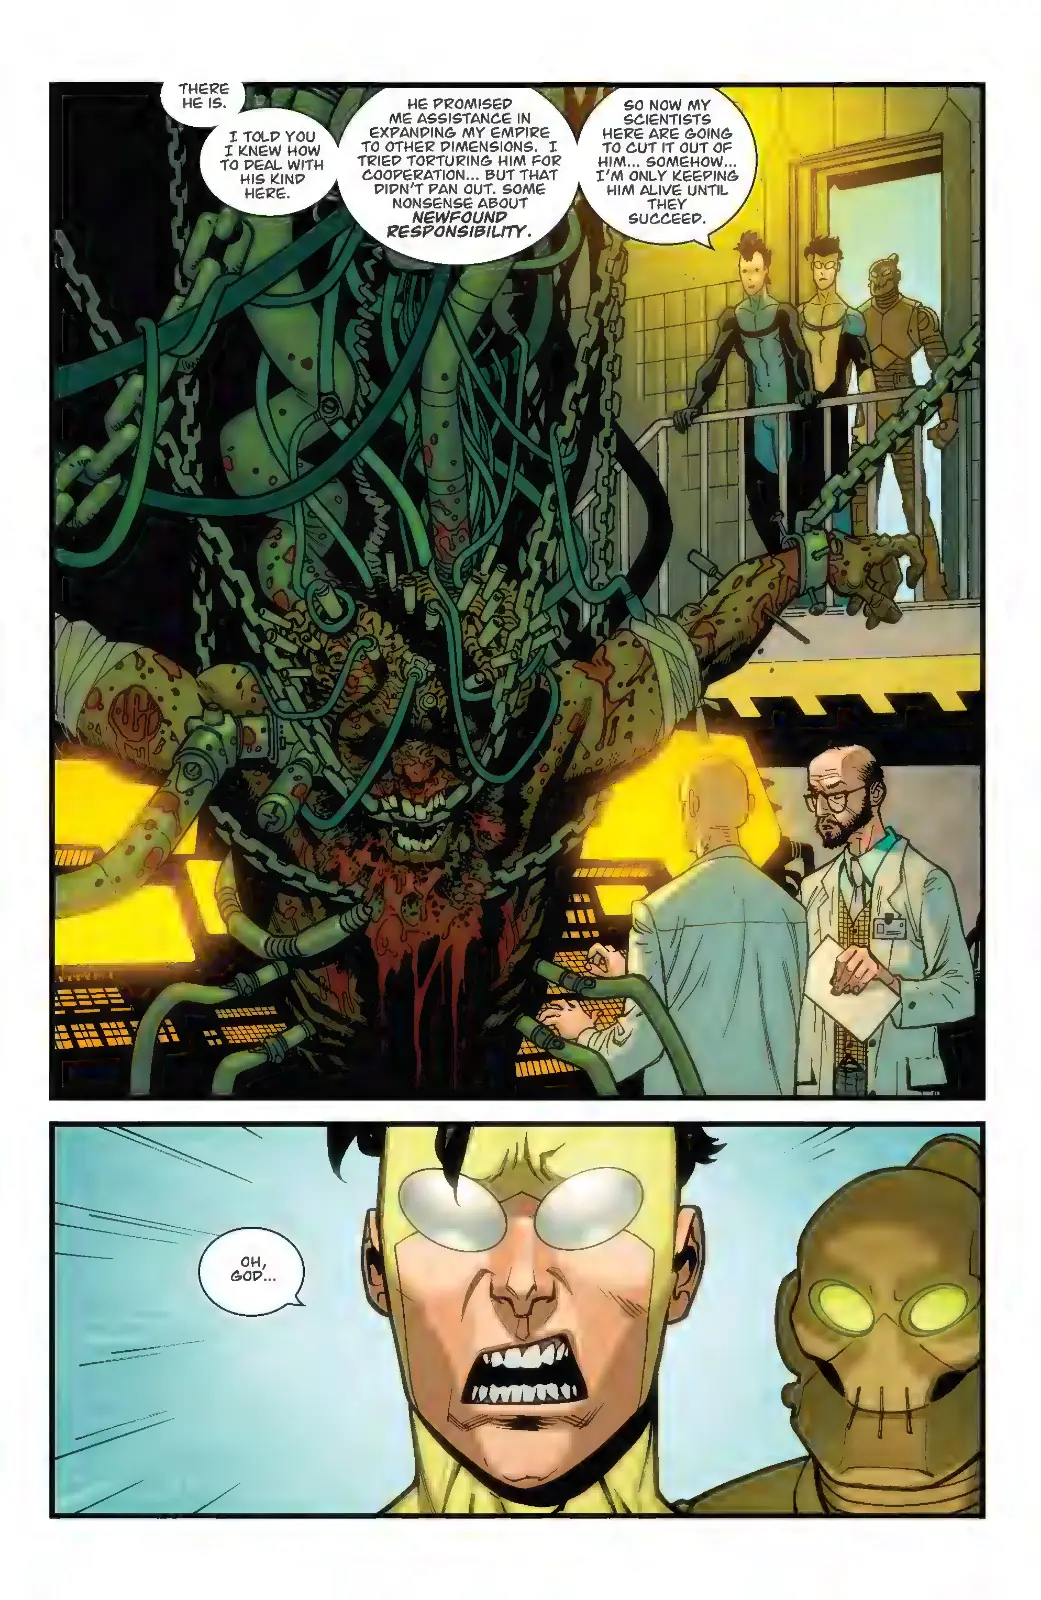 THERE
HE IS.
I TOLD YOU
I KNEW HOW
TO DEAL WITH
HIS KIND
HERE.
HE PROMISED
ME ASSISTANCE IN
EXPANDING MY EMPIRE
TO OTHER DIMENSIONS. I
TRIED TORTURING HIM FOR
COOPERATION... BUT THAT
DIDN'T PAN OUT. SOME
NONSENSE ABOUT
NEWFOUND
RESPONSIBILITY.
SO NOW MY
SCIENTISTS
HERE ARE GOING
TO CUT IT OUT OF
HIM... SOMEHOW...
I'M ONLY KEEPING
HIM ALIVE UNTIL
THEY
SUCCEED.
OH,
GOD...